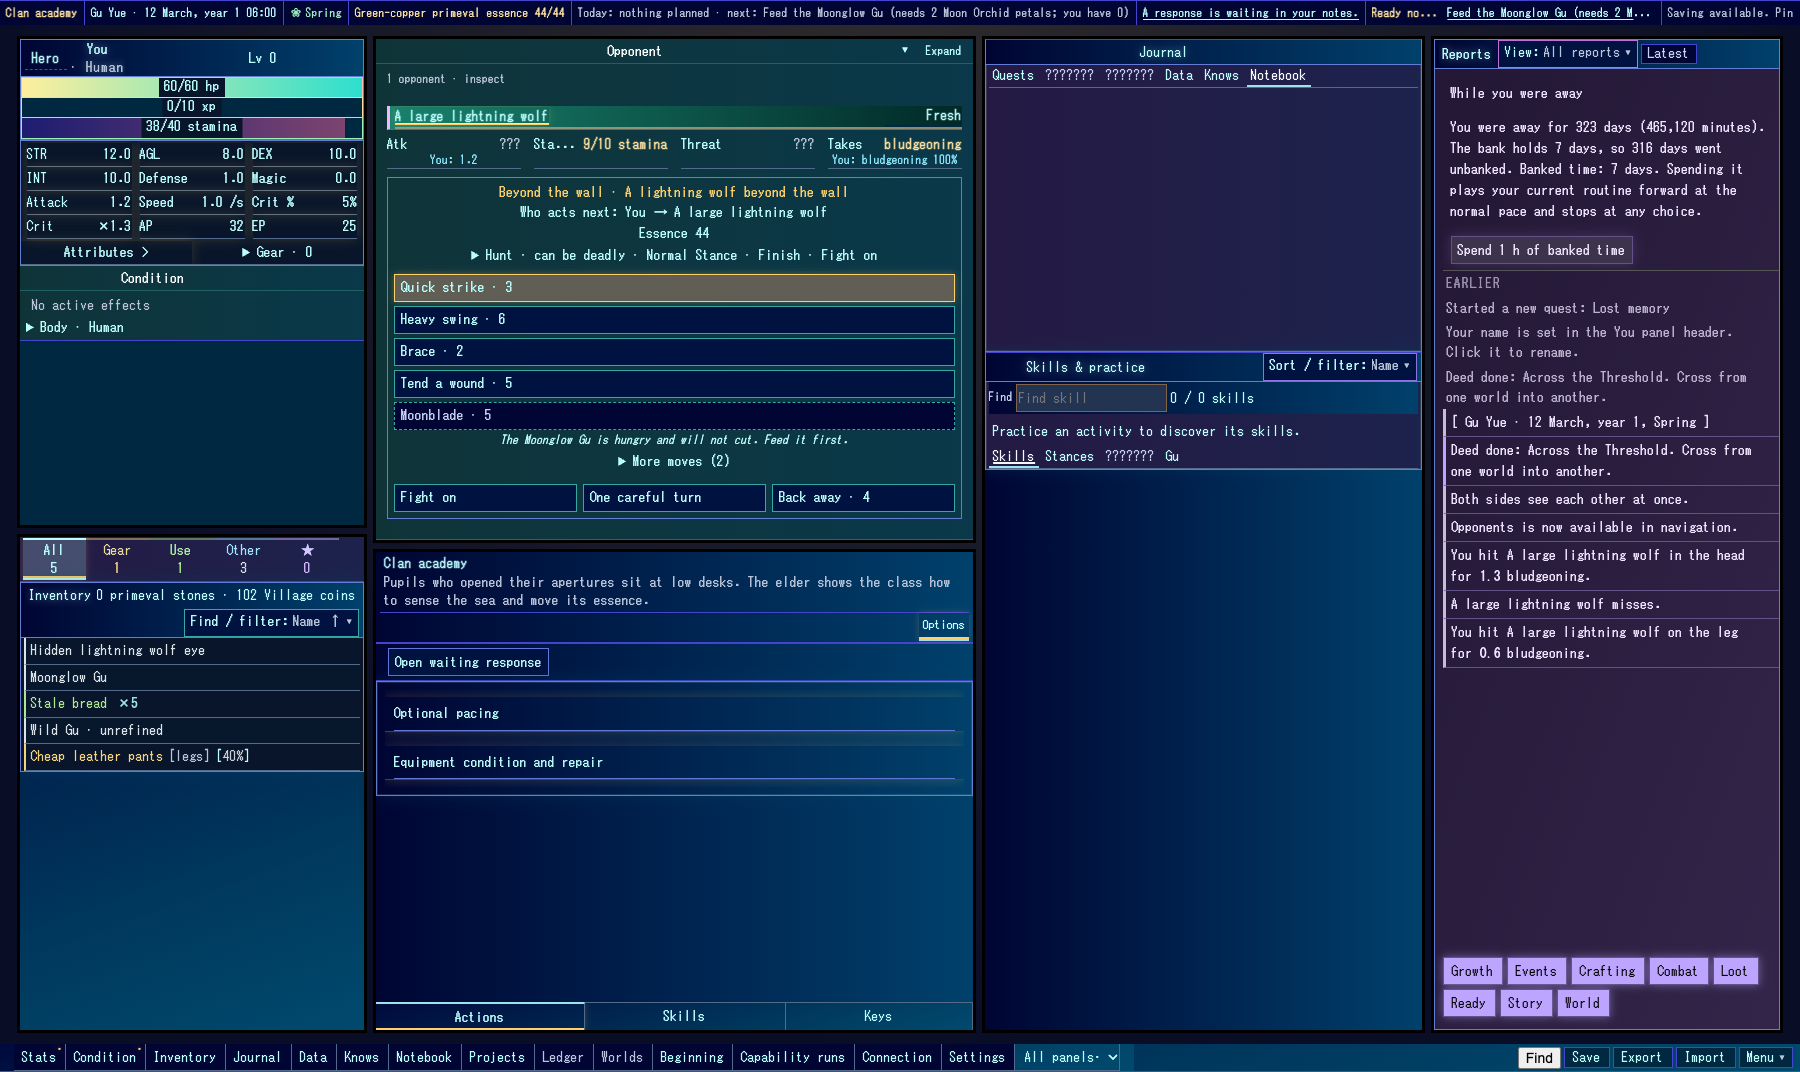 Clan academy
Gu Yue · 12 March, year 1 06:00
❀ Spring
Green-copper primeval essence 44/44
Today: nothing planned · next: Feed the Moonglow Gu (needs 2 Moon Orchid petals; you have 0)
A response is waiting in your notes.
Ready no...
Feed the Moonglow Gu (needs 2 M...
Saving available. Pin
Hero · You Human
Lv 0
60/60 hp
0/10 xp
38/40 stamina
STR 12.0 AGL 8.0 DEX 10.0
INT 10.0 Defense 1.0 Magic 0.0
Attack 1.2 Speed 1.0 /s Crit % 5%
Crit ×1.3 AP 32 EP 25
Attributes >
▶ Gear · 0
Condition
No active effects
▶ Body · Human
All Gear Use Other ★
5 1 1 3 0
Inventory 0 primeval stones · 102 Village coins
Find / filter: Name ↑ ▾
Hidden lightning wolf eye
Moonglow Gu
Stale bread ×5
Wild Gu · unrefined
Cheap leather pants [legs] [40%]
Opponent
▼ Expand
1 opponent · inspect
A large lightning wolf
Fresh
Atk ??? Sta... 9/10 stamina Threat ??? Takes bludgeoning
You: 1.2
You: bludgeoning 100%
Beyond the wall · A lightning wolf beyond the wall
Who acts next: You → A large lightning wolf
Essence 44
▶ Hunt · can be deadly · Normal Stance · Finish · Fight on
Quick strike · 3
Heavy swing · 6
Brace · 2
Tend a wound · 5
Moonblade · 5
The Moonglow Gu is hungry and will not cut. Feed it first.
▶ More moves (2)
Fight on
One careful turn
Back away · 4
Clan academy
Pupils who opened their apertures sit at low desks. The elder shows the class how
to sense the sea and move its essence.
Options
Open waiting response
Optional pacing
Equipment condition and repair
Actions
Skills
Keys
Journal
Quests ??????? ??????? Data Knows Notebook
Skills & practice
Sort / filter: Name ▾
Find
Find skill
0 / 0 skills
Practice an activity to discover its skills.
Skills Stances ??????? Gu
Reports
View: All reports ▾
Latest
While you were away
You were away for 323 days (465,120 minutes).
The bank holds 7 days, so 316 days went
unbanked. Banked time: 7 days. Spending it
plays your current routine forward at the
normal pace and stops at any choice.
Spend 1 h of banked time
EARLIER
Started a new quest: Lost memory
Your name is set in the You panel header.
Click it to rename.
Deed done: Across the Threshold. Cross from
one world into another.
[ Gu Yue · 12 March, year 1, Spring ]
Deed done: Across the Threshold. Cross from
one world into another.
Both sides see each other at once.
Opponents is now available in navigation.
You hit A large lightning wolf in the head
for 1.3 bludgeoning.
A large lightning wolf misses.
You hit A large lightning wolf on the leg
for 0.6 bludgeoning.
Growth Events Crafting Combat Loot
Ready Story World
Stats Condition Inventory Journal Data Knows Notebook Projects Ledger Worlds Beginning Capability runs Connection Settings All panels·
Find Save Export Import Menu ▾